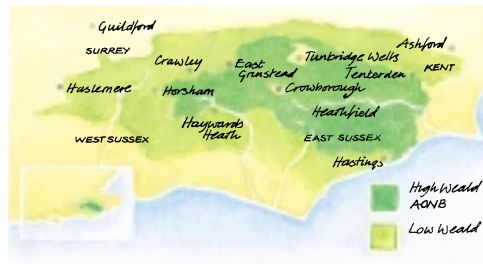 Guildford
SURREY
Ashford
Crawley
East
Grinstead
Tunbridge Wells
Tenterden
KENT
Haslemere
Horsham
Crowborough
Heathfield
Haywards
Heath
WEST SUSSEX
EAST SUSSEX
Hastings
High Weald
AONB
Low Weald